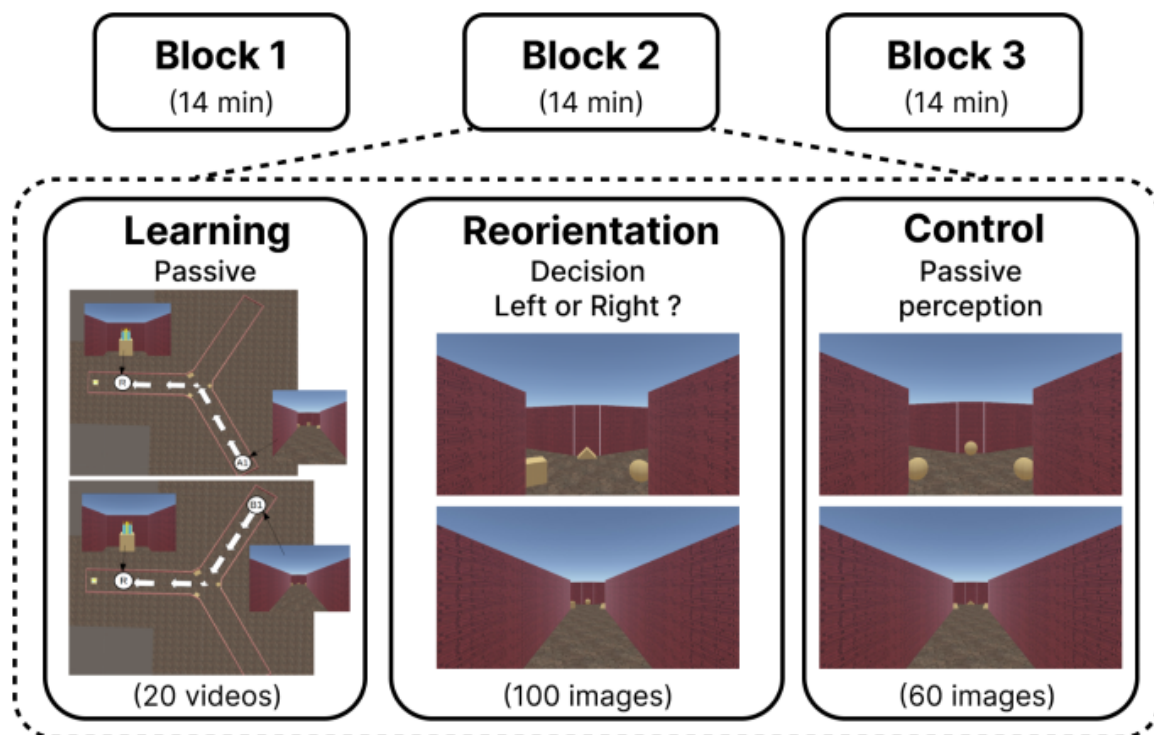 Block 1
(14 min)
Block 2
(14 min)
Block 3
(14 min)
Learning
Passive
R
A1
B1
R
(20 videos)
Reorientation
Decision
Left or Right ?
(100 images)
Control
Passive
perception
(60 images)